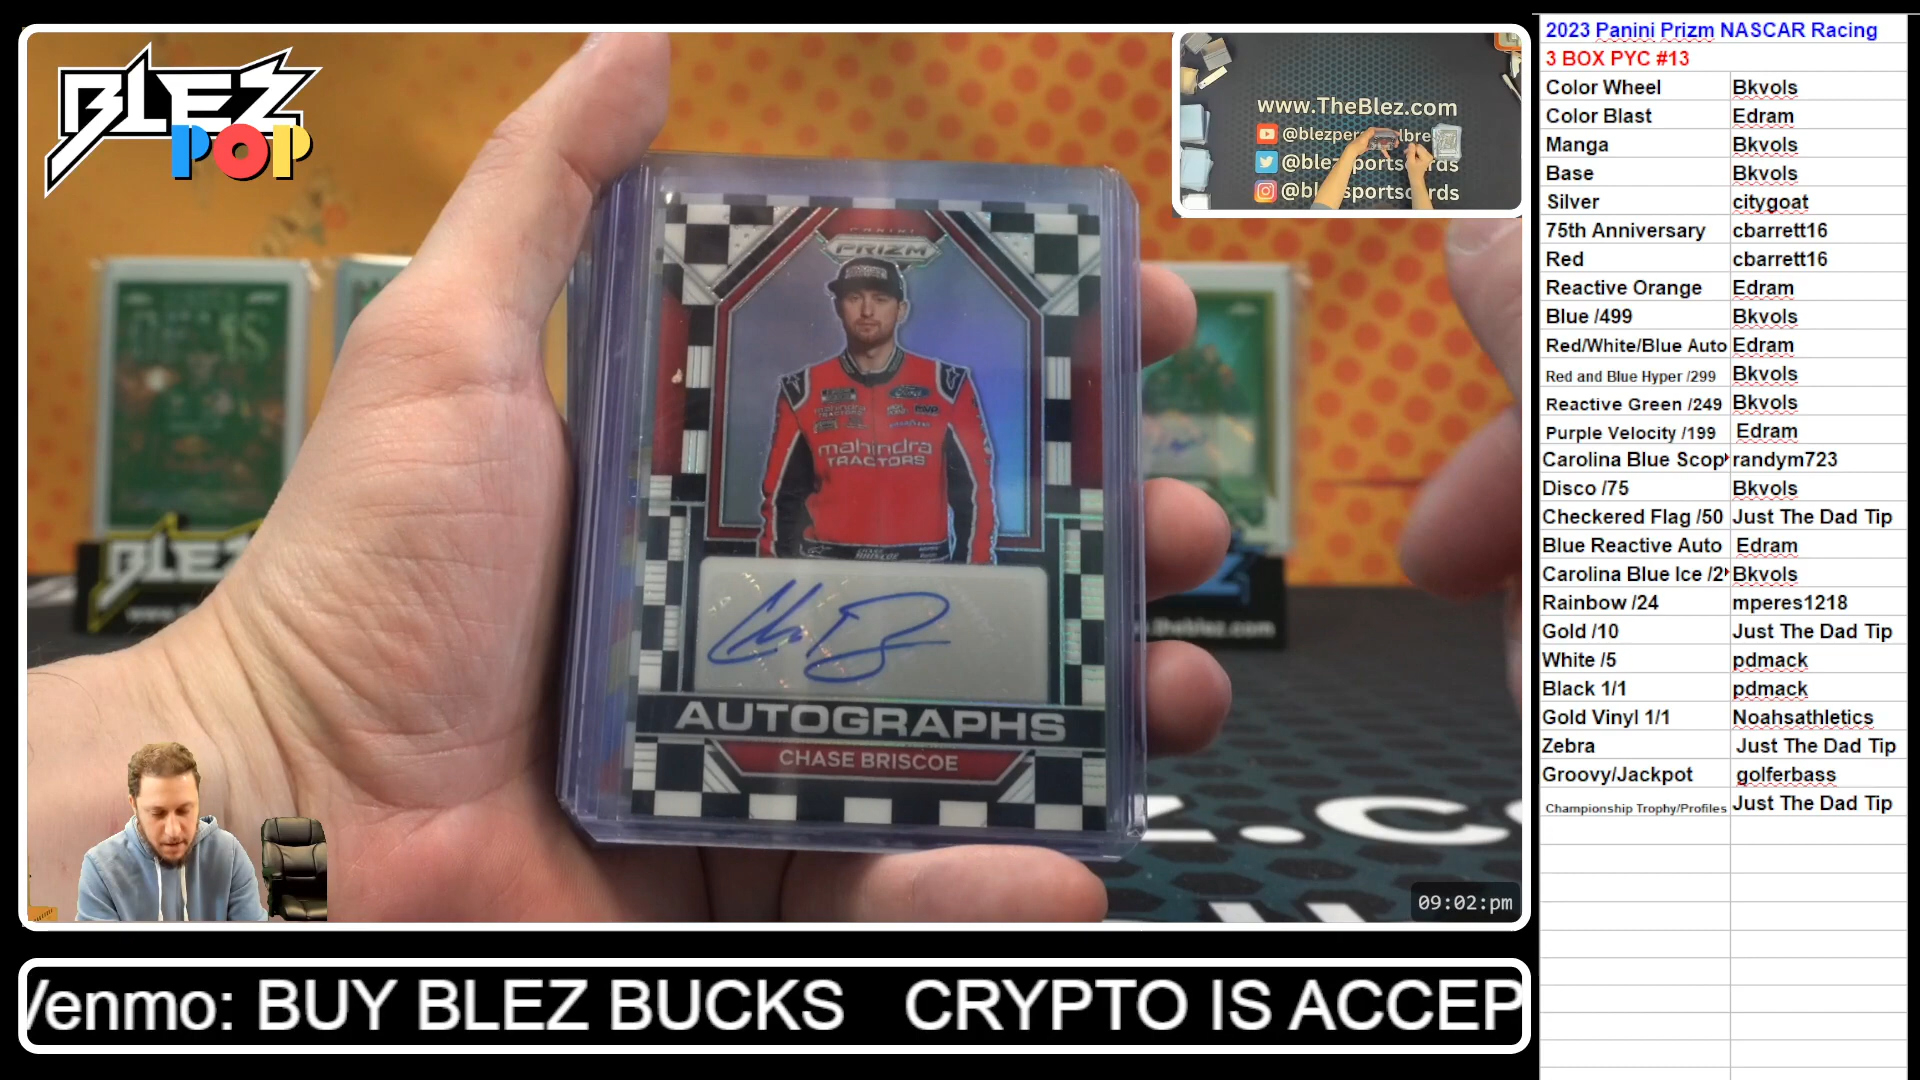 BLEZ
POP
www.TheBlez.com
PANINI
PRIZM
mahindra
TRACTORS
AUTOGRAPHS
CHASE BRISCOE
BLEZ
09:02:pm
Venmo: BUY BLEZ BUCKS CRYPTO IS ACCEP
2023 Panini Prizm NASCAR Racing
3 BOX PYC #13
Color Wheel Bkvols
Color Blast Edram
Manga Bkvols
Base Bkvols
Silver citygoat
75th Anniversary cbarrett16
Red cbarrett16
Reactive Orange Edram
Blue /499 Bkvols
Red/White/Blue Auto Edram
Red and Blue Hyper /299 Bkvols
Reactive Green /249 Bkvols
Purple Velocity /199 Edram
Carolina Blue Scop randym723
Disco /75 Bkvols
Checkered Flag /50 Just The Dad Tip
Blue Reactive Auto Edram
Carolina Blue Ice /2 Bkvols
Rainbow /24 mperes1218
Gold /10 Just The Dad Tip
White /5 pdmack
Black 1/1 pdmack
Gold Vinyl 1/1 Noahsathletics
Zebra Just The Dad Tip
Groovy/Jackpot golferbass
Championship Trophy/Profiles Just The Dad Tip